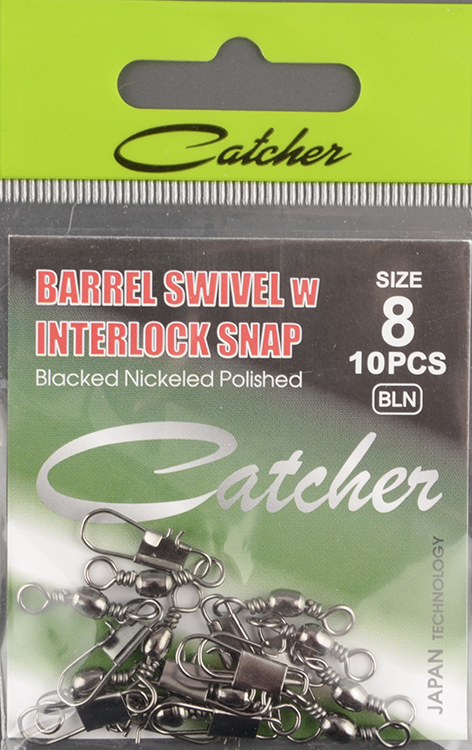 Catcher
BARREL SWIVEL w
INTERLOCK SNAP
Blacked Nickeled Polished
SIZE
8
10PCS
BLN
Catcher
JAPAN TECHNOLOGY